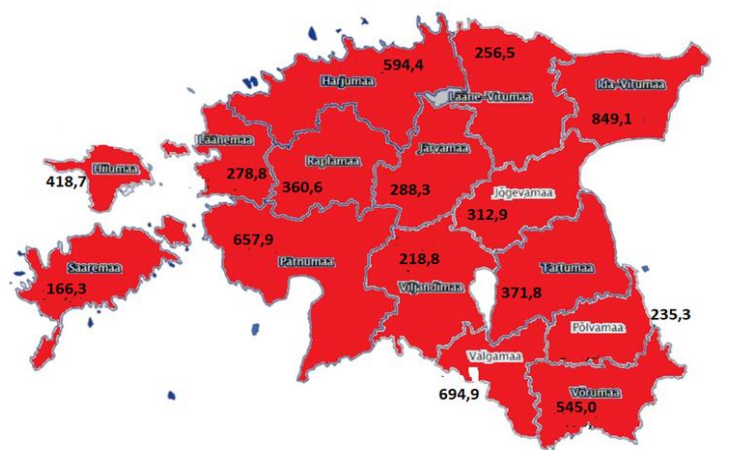 594,4
256,5
Harjumaa
Lääne-Virumaa
Ida-Virumaa
849,1
Läänemaa
Raplamaa
Järvamaa
Hiiumaa
418,7
278,8
360,6
288,3
Jõgevamaa
312,9
657,9
Pärnumaa
218,8
Viljandimaa
Tartumaa
371,8
Saaremaa
166,3
235,3
Põlvamaa
Valgamaa
694,9
Võrumaa
545,0